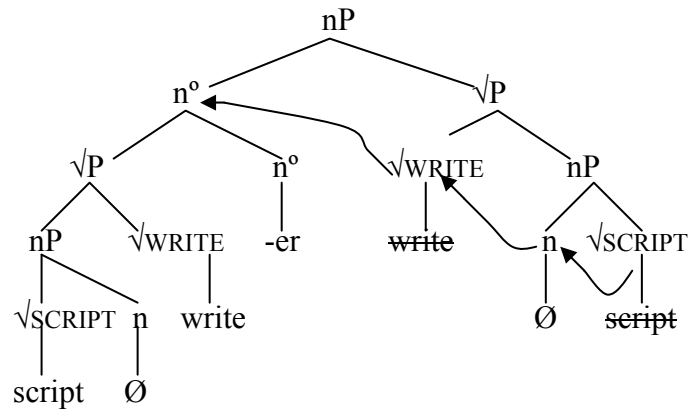 nP
nº √P
√P nº √WRITE nP
nP √WRITE -er write n √SCRIPT
√SCRIPT n write Ø script
script Ø